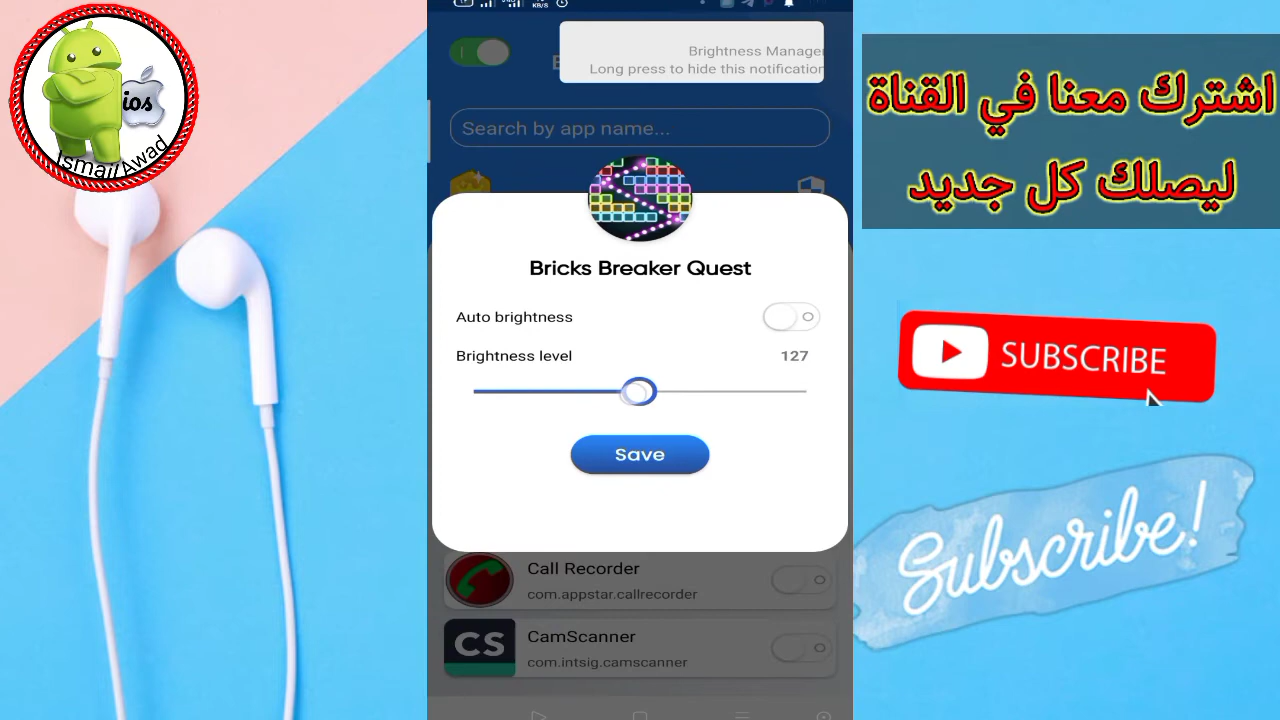 ios
Ismail Awad
KB/S
Brightness Manager
Long press to hide this notification
Search by app name...
Bricks Breaker Quest
Auto brightness
Brightness level 127
Save
Call Recorder
com.appstar.callrecorder
CS
CamScanner
com.intsig.camscanner
اشترك معنا في القناة
ليصلك كل جديد
SUBSCRIBE
Subscribe!